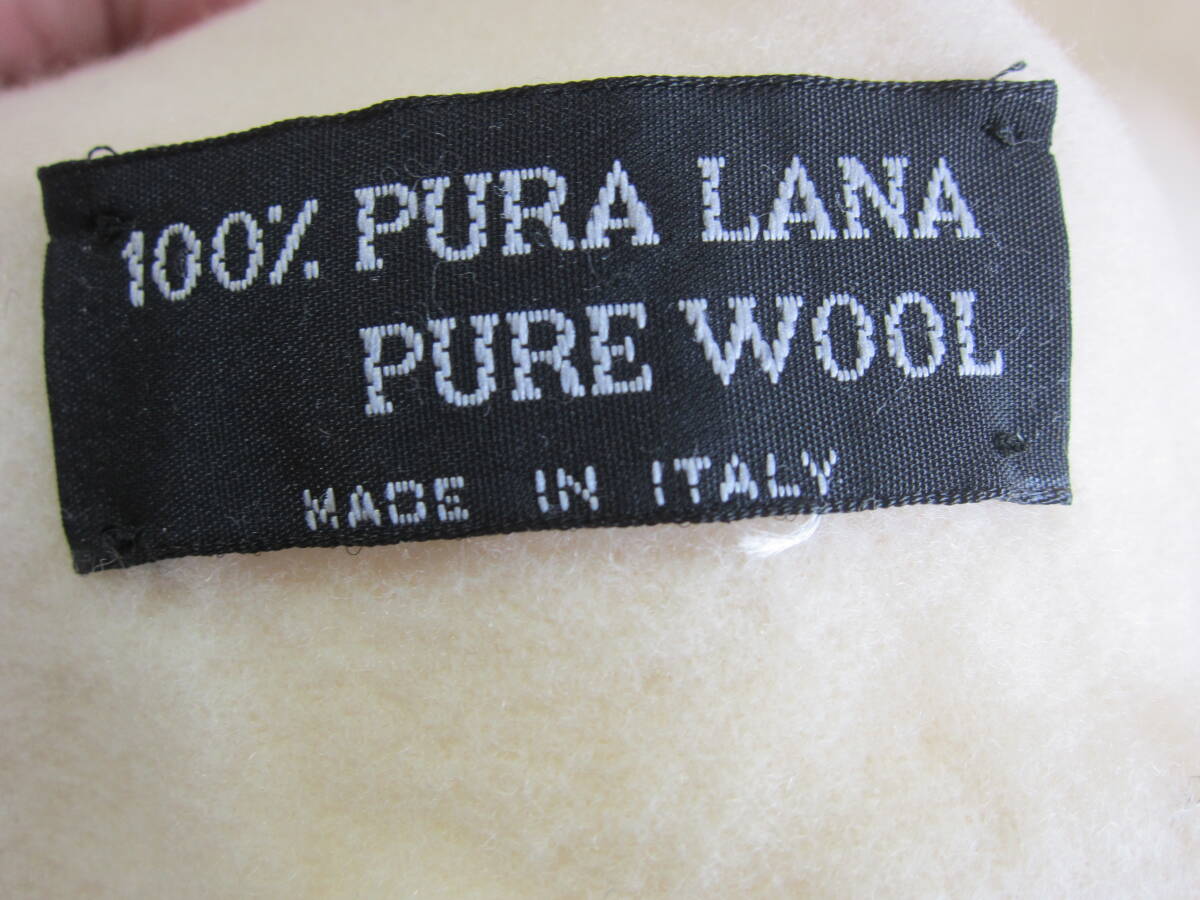 100% PURA LANA
PURE WOOL
MADE IN ITALY